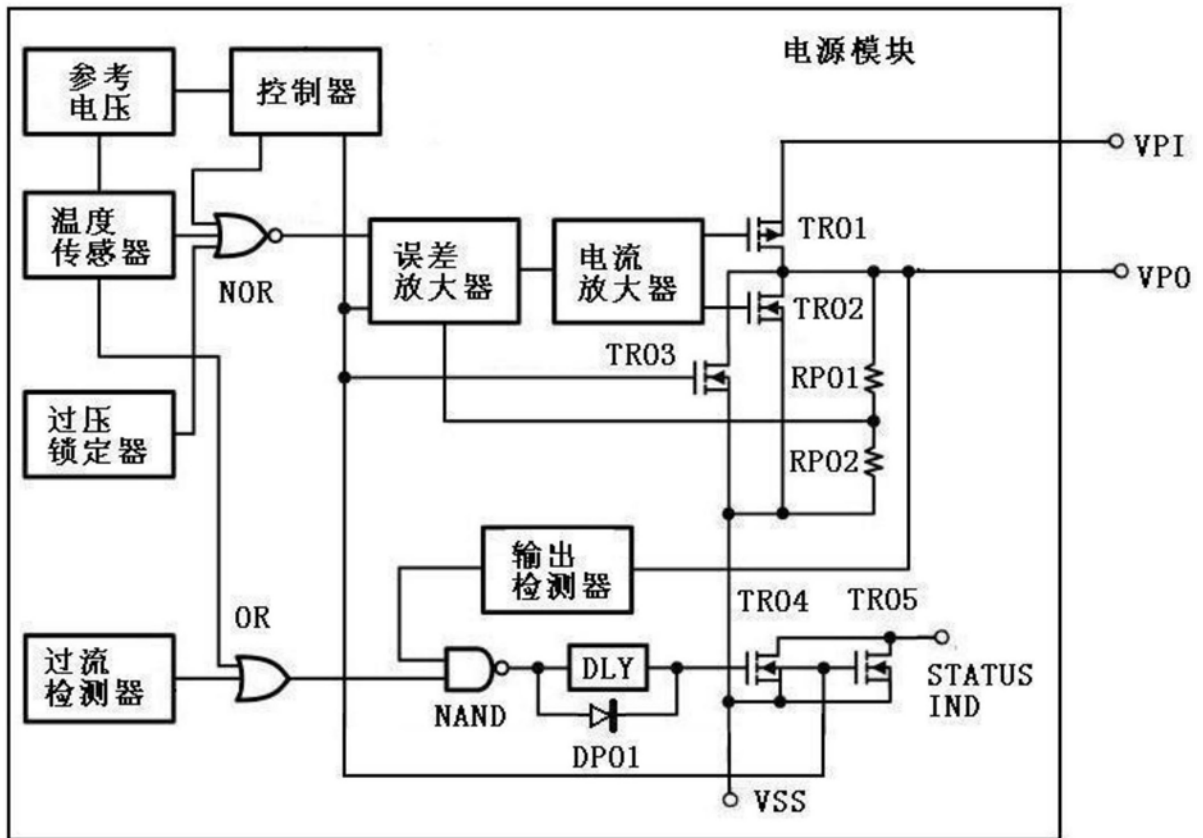 电源模块
参考
电压
控制器
VPI
温度
传感器
NOR
误差
放大器
电流
放大器
TR01
VPO
TR02
TR03
RP01
过压
锁定器
RP02
输出
检测器
TR04
TR05
OR
过流
检测器
NAND
DLY
DP01
STATUS
IND
VSS